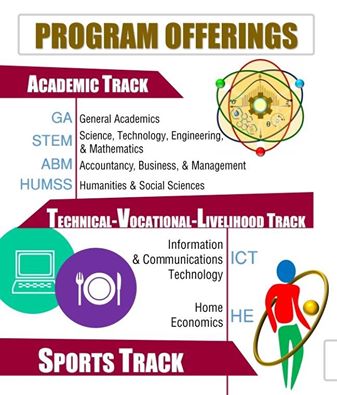 PROGRAM OFFERINGS
ACADEMIC TRACK
GA General Academics
STEM Science, Technology, Engineering,
& Mathematics
ABM Accountancy, Business, & Management
HUMSS Humanities & Social Sciences
TECHNICAL-VOCATIONAL-LIVELIHOOD TRACK
Information
& Communications
Technology
ICT
Home
Economics
HE
SPORTS TRACK